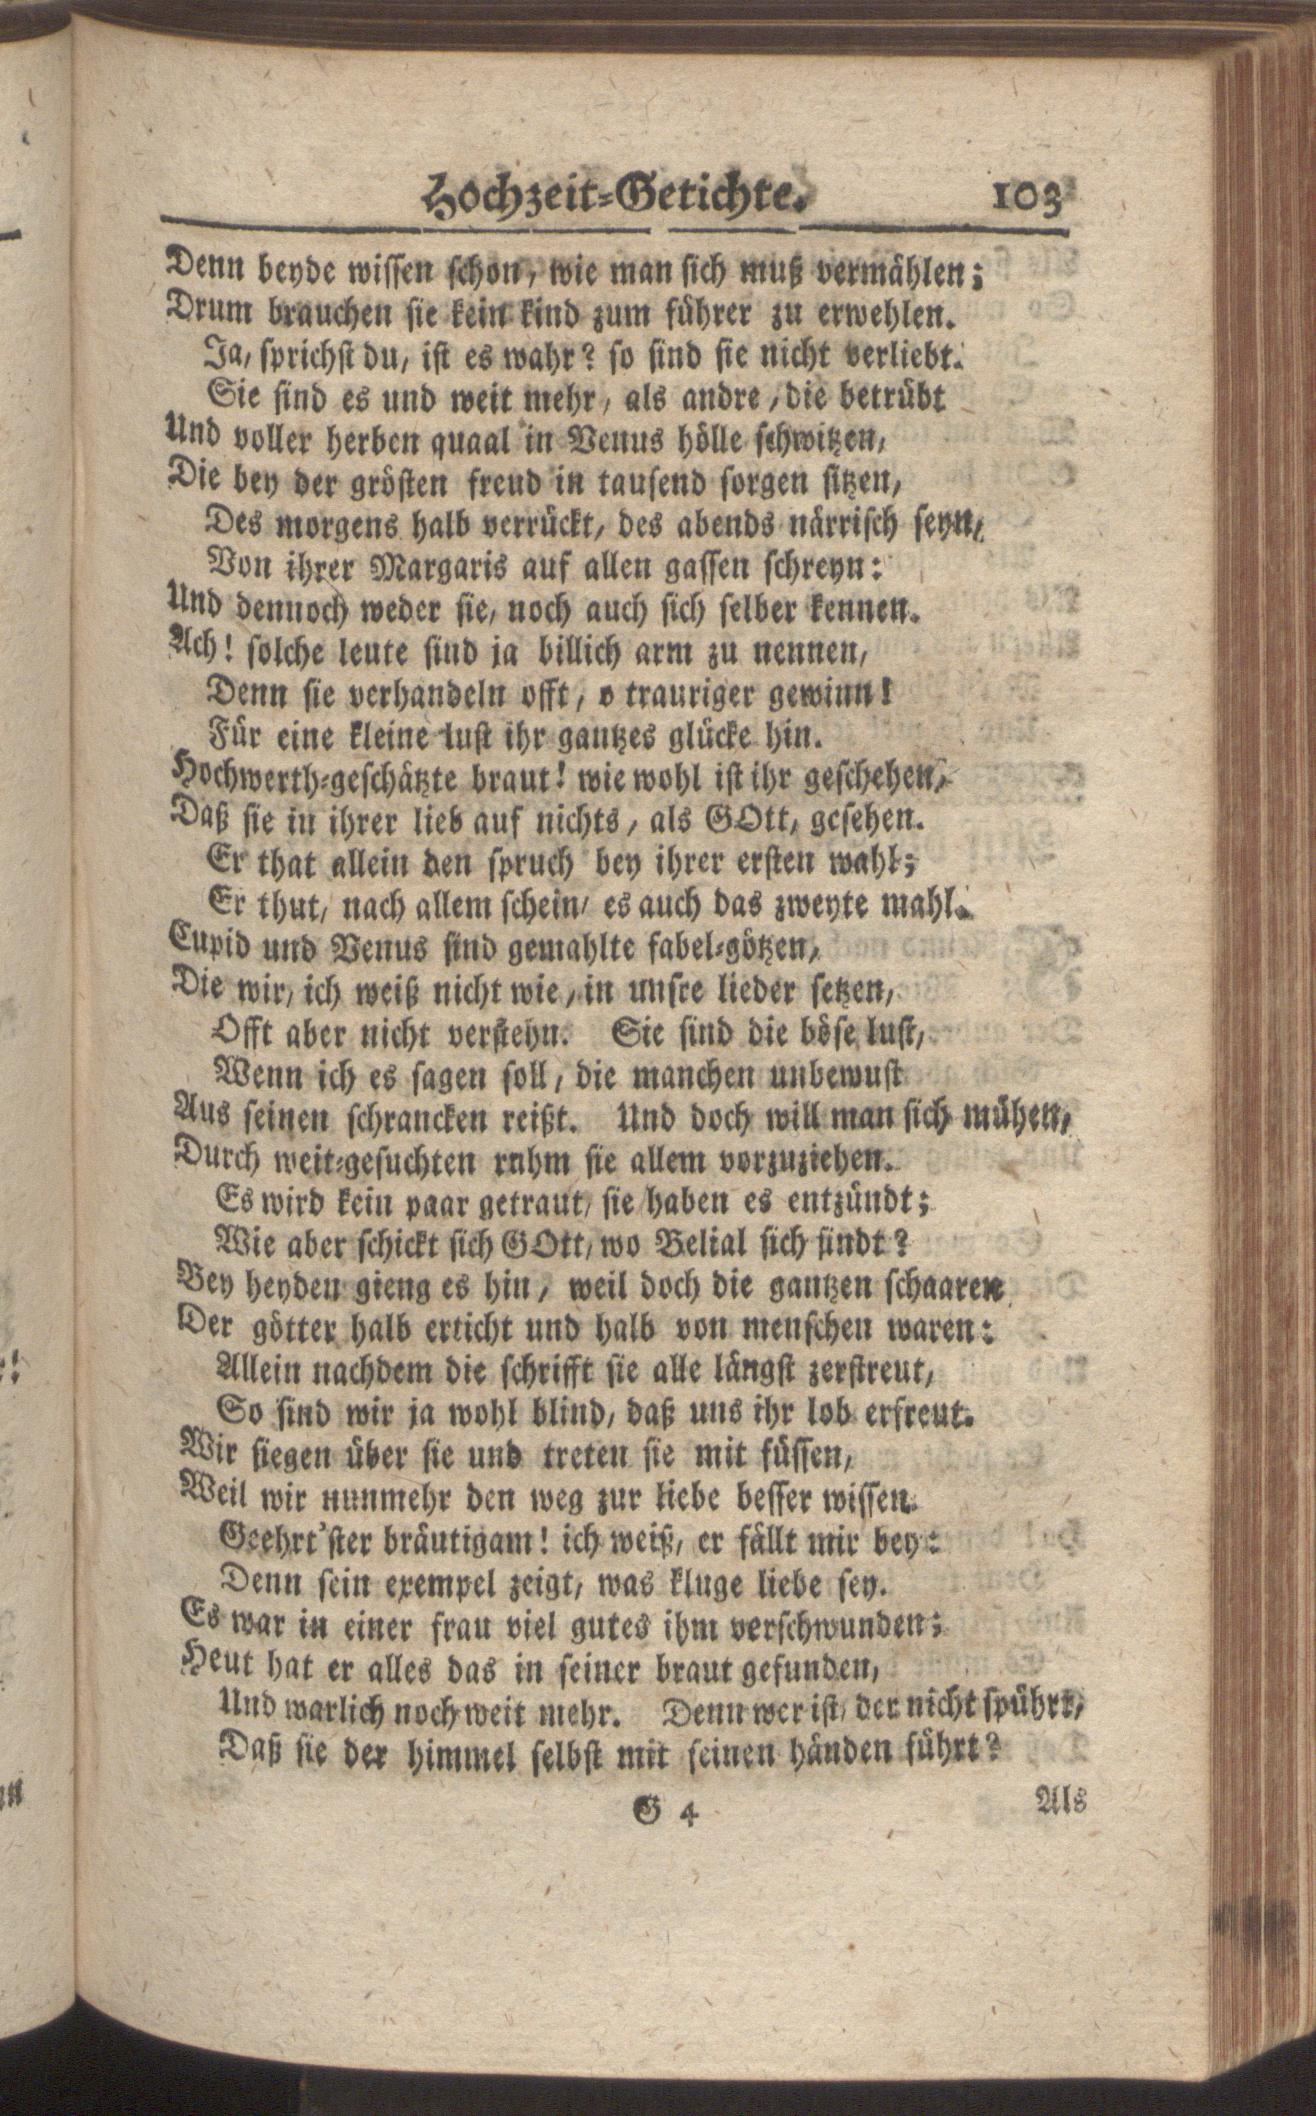 Hochzeit-Getichte. 103
Denn beyde wissen schon, wie man sich muß vermählen;
Drum brauchen sie kein kind zum führer zu erwehlen.
Ja, sprichst du, ist es wahr? so sind sie nicht verliebt.
Sie sind es und weit mehr, als andre, die betrübt
Und voller herben quaal in Venus hölle schwitzen,
Die bey der grösten freud in tausend sorgen sitzen,
Des morgens halb verrückt, des abends närrisch seyn,
Von ihrer Margaris auf allen gassen schreyn:
Und dennoch weder sie, noch auch sich selber kennen.
Ach! solche leute sind ja billich arm zu nennen,
Denn sie verhandeln offt, o trauriger gewinn!
Für eine kleine lust ihr gantzes glücke hin.
Hochwerth-geschätzte braut! wie wohl ist ihr geschehen,
Daß sie in ihrer lieb auf nichts, als GOtt, gesehen.
Er that allein den spruch bey ihrer ersten wahl;
Er thut, nach allem schein, es auch das zweyte mahl.
Cupid und Venus sind gemahlte fabel-götzen,
Die wir, ich weiß nicht wie, in unsre lieder setzen,
Offt aber nicht verstehn. Sie sind die böse lust,
Wenn ich es sagen soll, die manchen unbewust
Aus seinen schrancken reißt. Und doch will man sich mühen,
Durch weit-gesuchten ruhm sie allem vorzuziehen.
Es wird kein paar getraut, sie haben es entzündt;
Wie aber schickt sich GOtt, wo Belial sich findt?
Bey heyden gieng es hin, weil doch die gantzen schaaren
Der götter halb erticht und halb von menschen waren:
Allein nachdem die schrifft sie alle längst zerstreut,
So sind wir ja wohl blind, daß uns ihr lob erfreut.
Wir siegen über sie und treten sie mit füssen,
Weil wir nunmehr den weg zur liebe besser wissen.
Geehrt'ster bräutigam! ich weiß, er fällt mir bey:
Denn sein exempel zeigt, was kluge liebe sey.
Es war in einer frau viel gutes ihm verschwunden;
Heut hat er alles das in seiner braut gefunden,
Und warlich noch weit mehr. Denn wer ist, der nicht spührt,
Daß sie der himmel selbst mit seinen händen führt?
G 4 Als